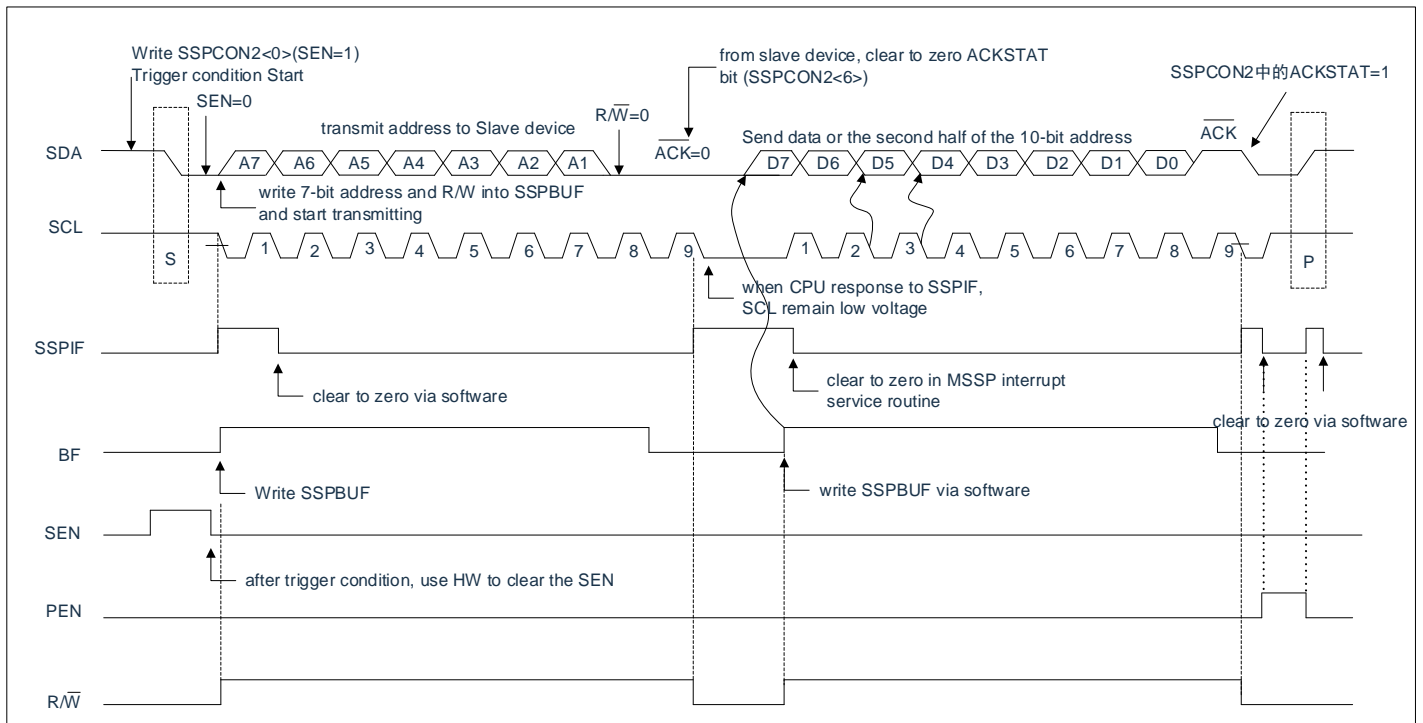 Write SSPCON2<0>(SEN=1)
Trigger condition Start
SEN=0
transmit address to Slave device
R/W=0
from slave device, clear to zero ACKSTAT
bit (SSPCON2<6>)
ACK=0
Send data or the second half of the 10-bit address
SSPCON2中的ACKSTAT=1
ACK
SDA
A7 A6 A5 A4 A3 A2 A1
D7 D6 D5 D4 D3 D2 D1 D0
write 7-bit address and R/W into SSPBUF
and start transmitting
SCL
S
1 2 3 4 5 6 7 8 9
1 2 3 4 5 6 7 8 9
P
when CPU response to SSPIF,
SCL remain low voltage
SSPIF
clear to zero via software
clear to zero in MSSP interrupt
service routine
clear to zero via software
BF
Write SSPBUF
write SSPBUF via software
SEN
after trigger condition, use HW to clear the SEN
PEN
R/W